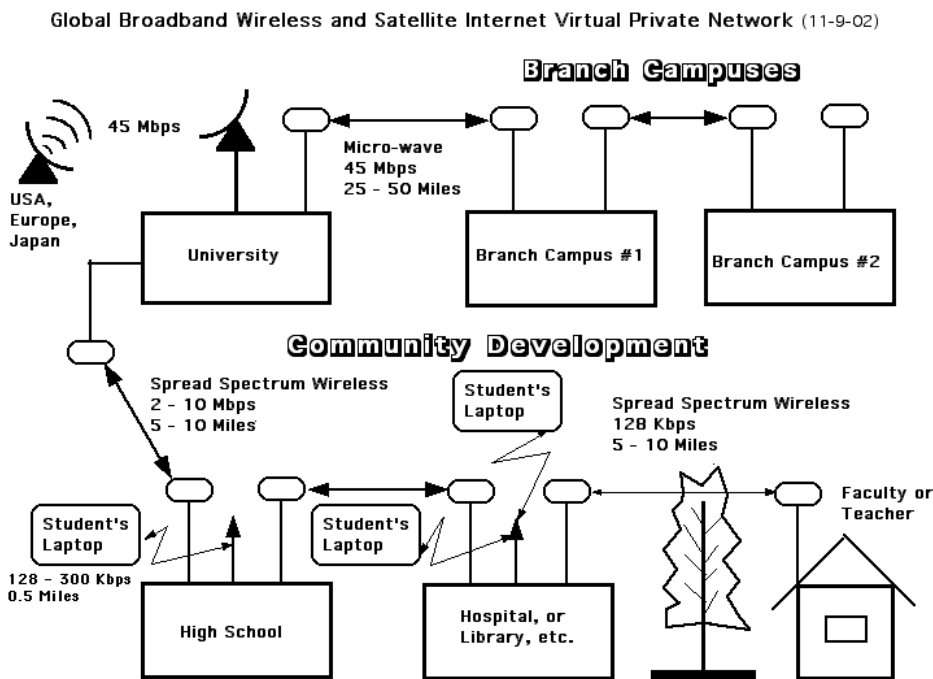 Global Broadband Wireless and Satellite Internet Virtual Private Network (11-9-02)
Branch Campuses
45 Mbps
Micro-wave
45 Mbps
25 - 50 Miles
USA,
Europe,
Japan
University
Branch Campus #1
Branch Campus #2
Community Development
Spread Spectrum Wireless
2 - 10 Mbps
5 - 10 Miles
Student's
Laptop
Spread Spectrum Wireless
128 Kbps
5 - 10 Miles
Student's
Laptop
128 - 300 Kbps
0.5 Miles
Student's
Laptop
Faculty or
Teacher
High School
Hospital, or
Library, etc.